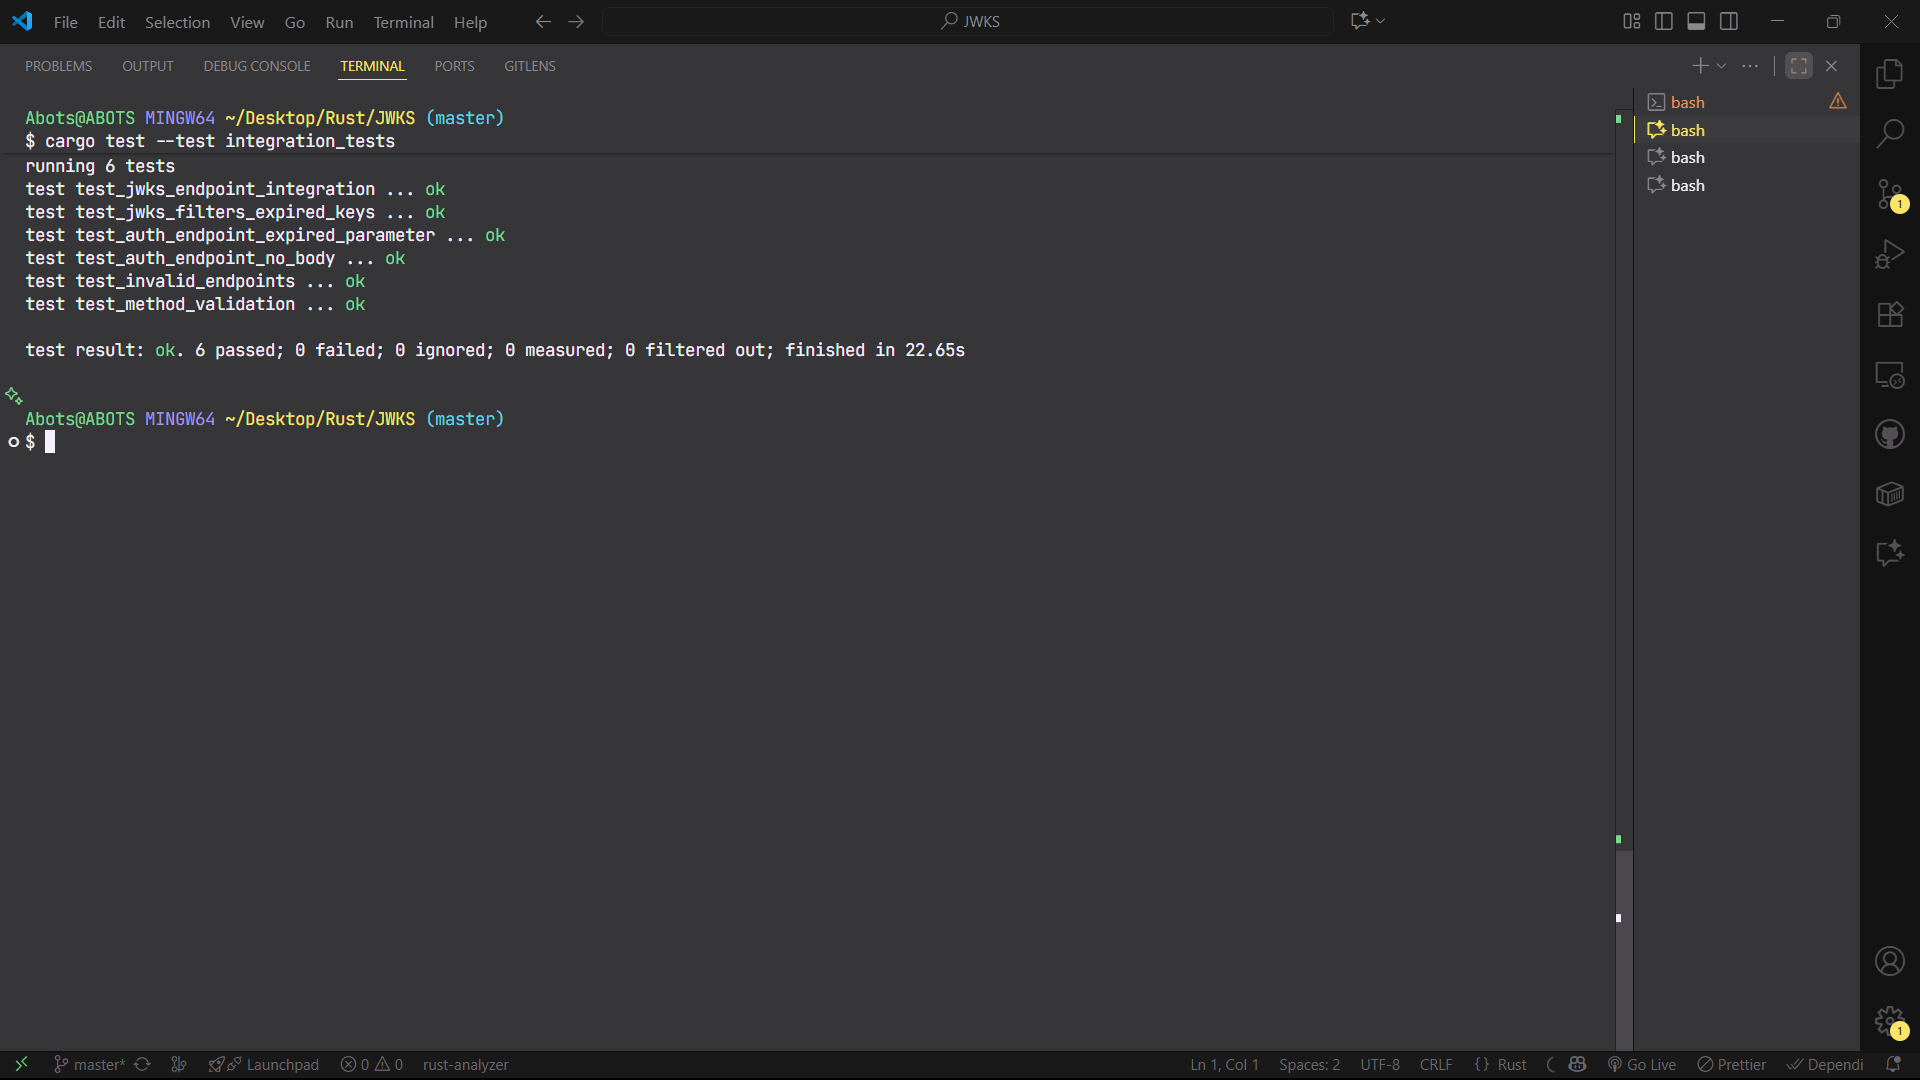 File Edit Selection View Go Run Terminal Help
JWKS
PROBLEMS OUTPUT DEBUG CONSOLE TERMINAL PORTS GITLENS
Abots@ABOTS MINGW64 ~/Desktop/Rust/JWKS (master)
$ cargo test --test integration_tests
running 6 tests
test test_jwks_endpoint_integration ... ok
test test_jwks_filters_expired_keys ... ok
test test_auth_endpoint_expired_parameter ... ok
test test_auth_endpoint_no_body ... ok
test test_invalid_endpoints ... ok
test test_method_validation ... ok
test result: ok. 6 passed; 0 failed; 0 ignored; 0 measured; 0 filtered out; finished in 22.65s
Abots@ABOTS MINGW64 ~/Desktop/Rust/JWKS (master)
$
bash
bash
bash
bash
1
1
master* Launchpad 0 0 rust-analyzer Ln 1, Col 1 Spaces: 2 UTF-8 CRLF {} Rust Go Live Prettier Dependi